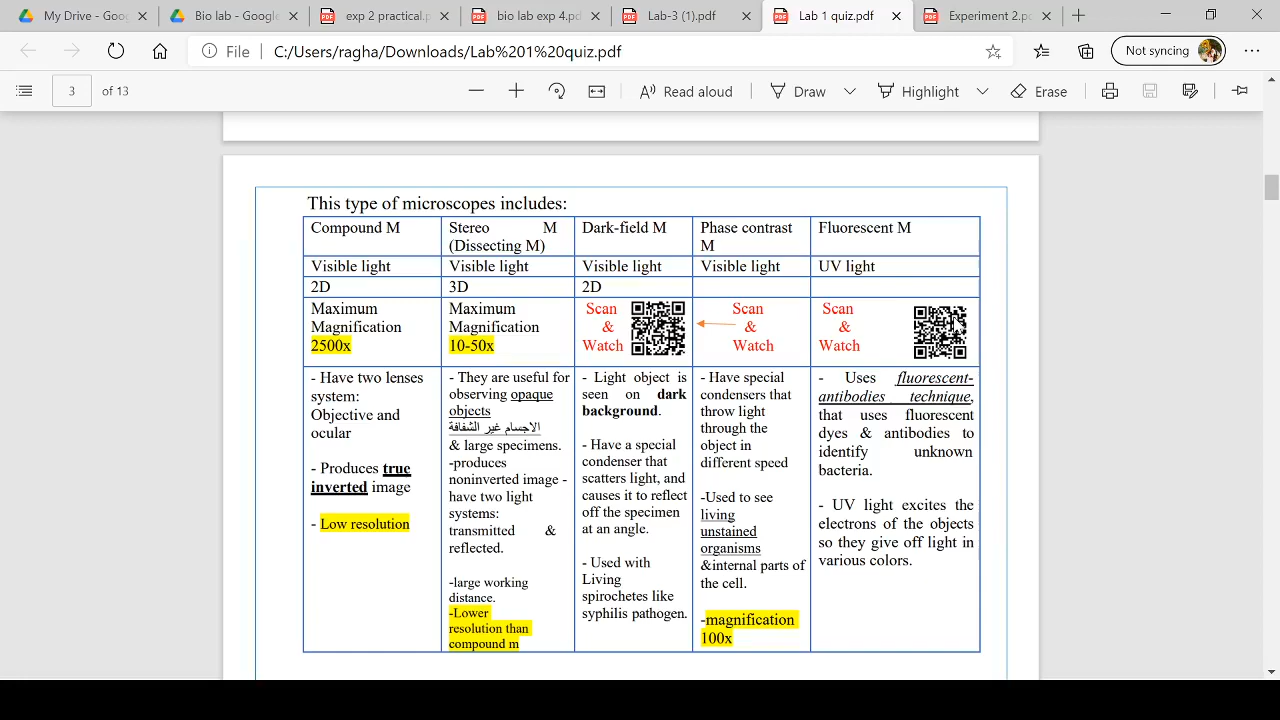 My Drive - Goog
Bio lab - Google
exp 2 practical.p
bio lab exp 4.pd
Lab-3 (1).pdf
Lab 1 quiz.pdf
Experiment 2.pd
File
C:/Users/ragha/Downloads/Lab%201%20quiz.pdf
Not syncing
3 of 13
Read aloud
Draw
Highlight
Erase
This type of microscopes includes:
Compound M
Stereo M
(Dissecting M)
Dark-field M
Phase contrast
M
Fluorescent M
Visible light
Visible light
Visible light
Visible light
UV light
2D
3D
2D
Maximum
Magnification
2500x
Maximum
Magnification
10-50x
Scan
&
Watch
Scan
&
Watch
Scan
&
Watch
- Have two lenses
system:
Objective and
ocular
- Produces true
inverted image
- Low resolution
- They are useful for
observing opaque
objects
الاجسام غير الشفافة
& large specimens.
-produces
noninverted image -
have two light
systems:
transmitted &
reflected.
-large working
distance.
-Lower
resolution than
compound m
- Light object is
seen on dark
background.
- Have a special
condenser that
scatters light, and
causes it to reflect
off the specimen
at an angle.
- Used with
Living
spirochetes like
syphilis pathogen.
- Have special
condensers that
throw light
through the
object in
different speed
-Used to see
living
unstained
organisms
&internal parts of
the cell.
-magnification
100x
- Uses fluorescent-
antibodies technique,
that uses fluorescent
dyes & antibodies to
identify unknown
bacteria.
- UV light excites the
electrons of the objects
so they give off light in
various colors.